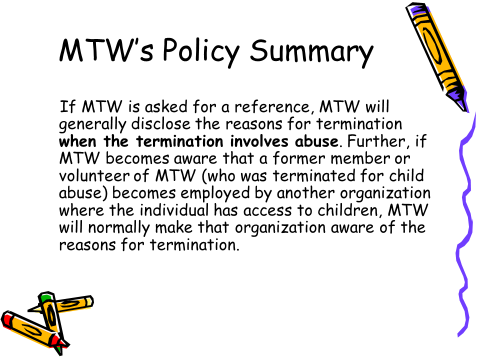 MTW's Policy Summary
If MTW is asked for a reference, MTW will
generally disclose the reasons for termination
when the termination involves abuse. Further, if
MTW becomes aware that a former member or
volunteer of MTW (who was terminated for child
abuse) becomes employed by another organization
where the individual has access to children, MTW
will normally make that organization aware of the
reasons for termination.